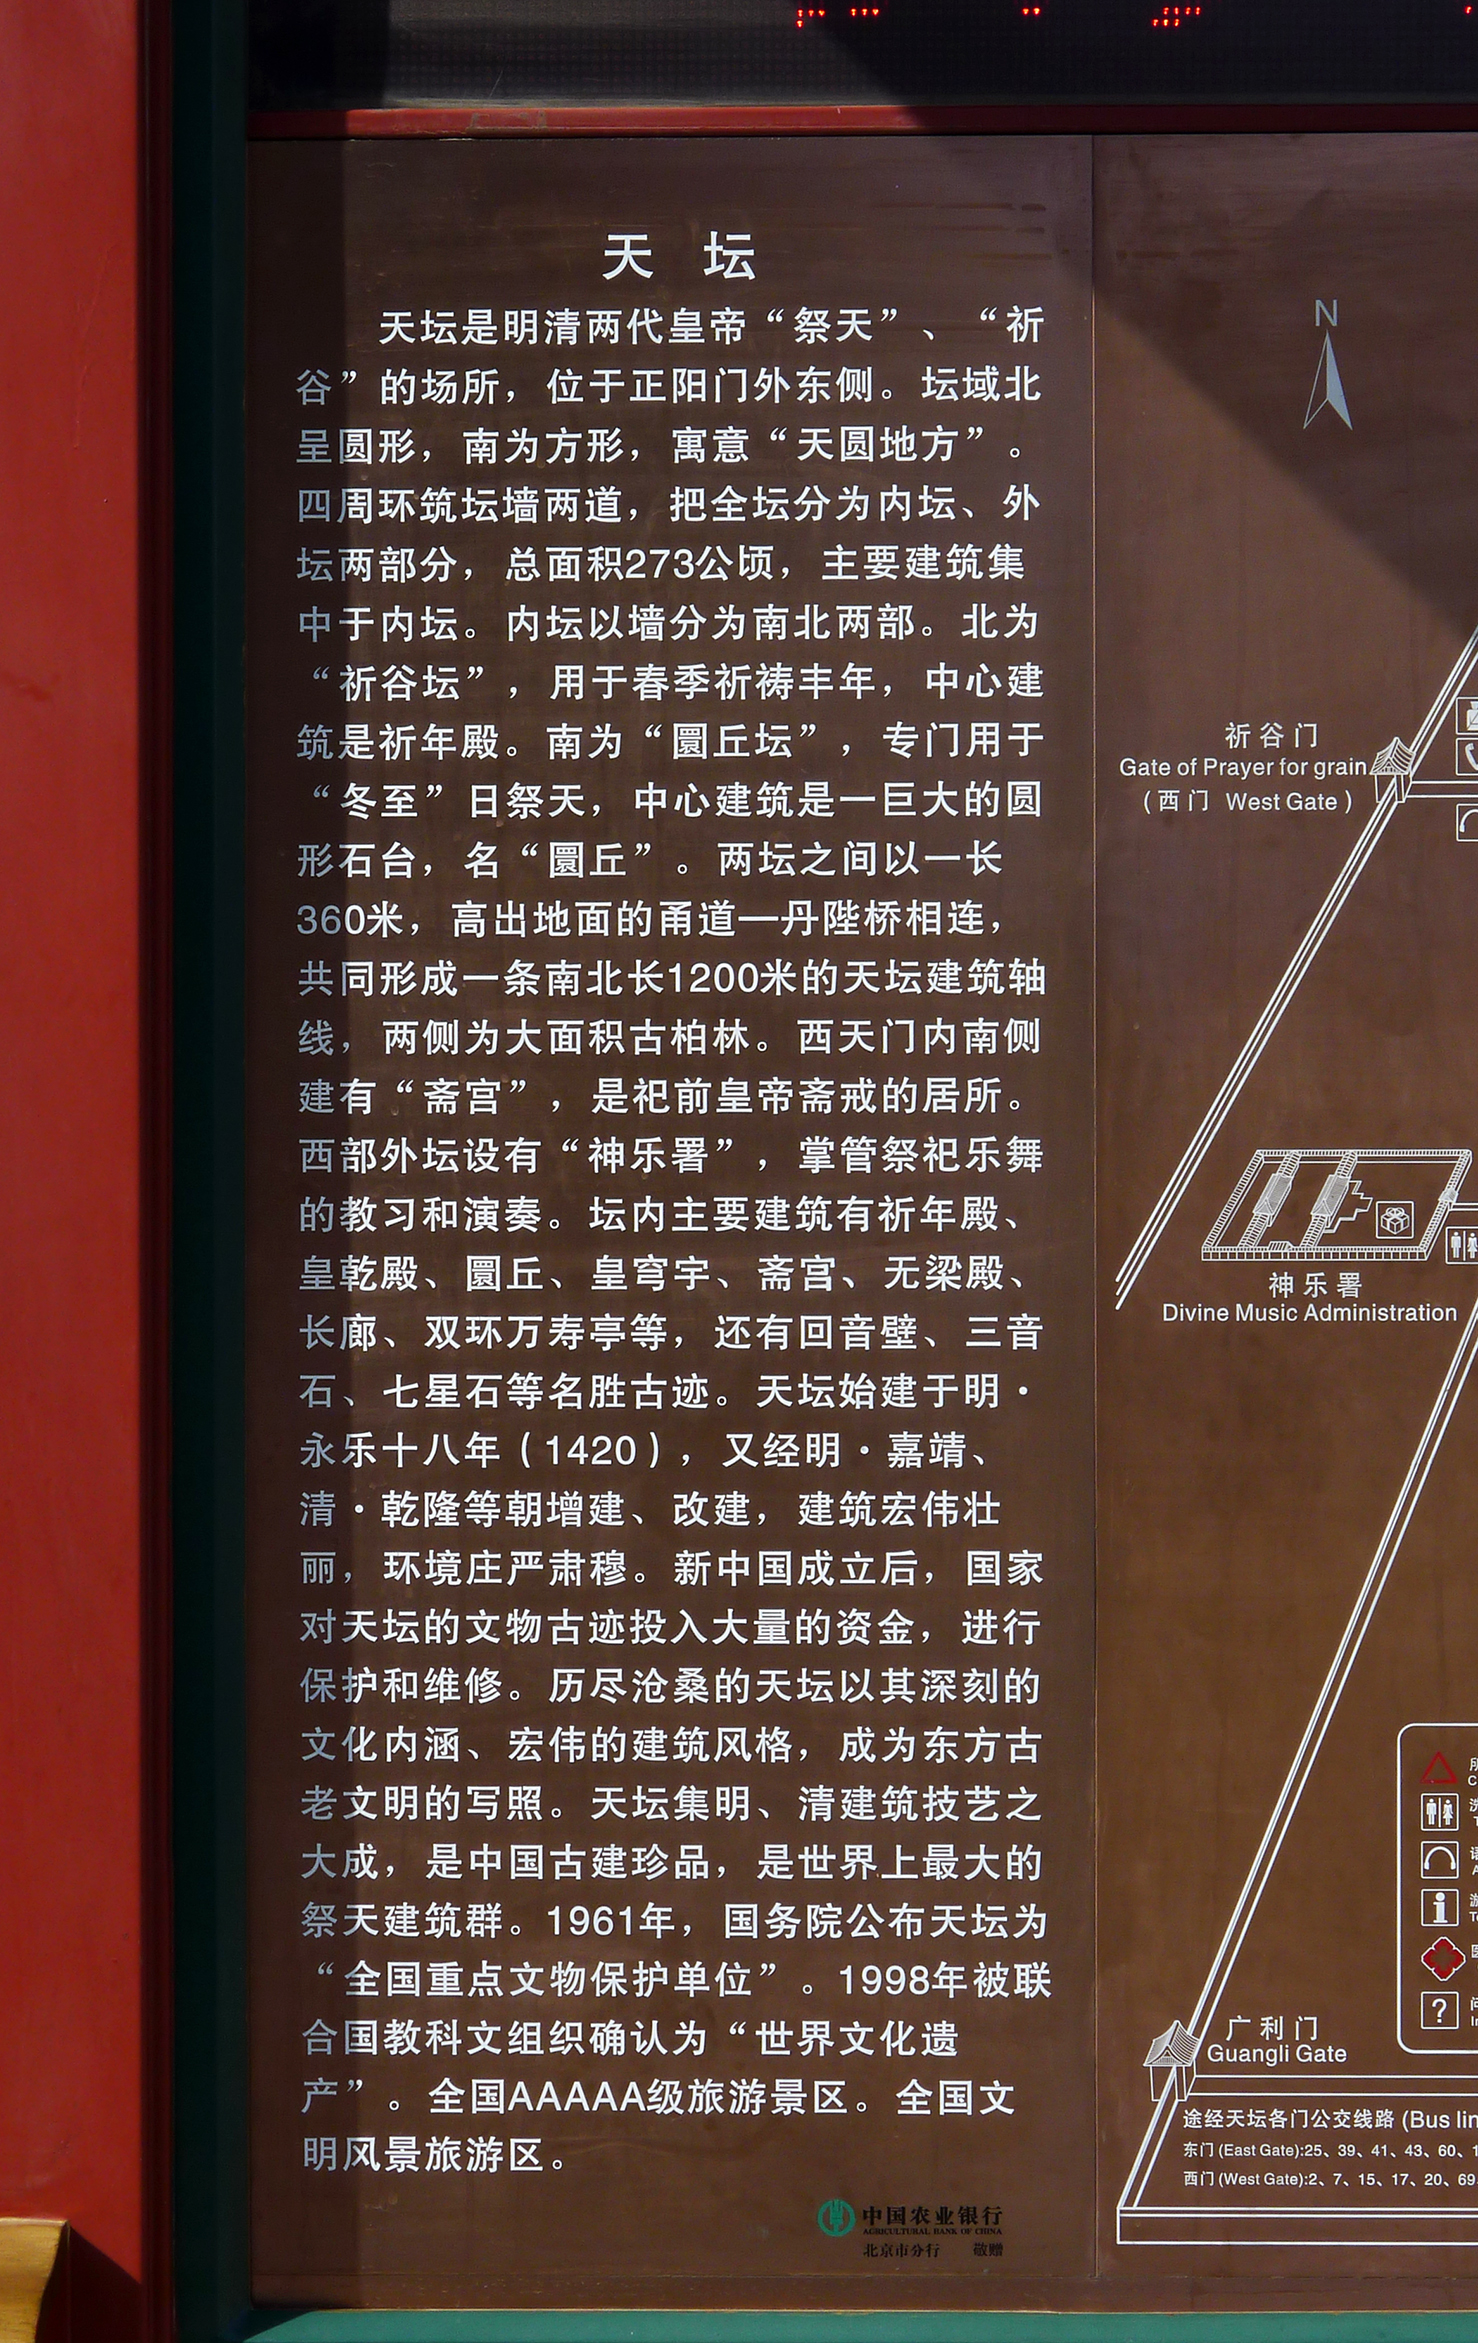 天 坛
天坛是明清两代皇帝“祭天”、“祈
谷”的场所，位于正阳门外东侧。坛域北
呈圆形，南为方形，寓意“天圆地方”。
四周环筑坛墙两道，把全坛分为内坛、外
坛两部分，总面积273公顷，主要建筑集
中于内坛。内坛以墙分为南北两部。北为
“祈谷坛”，用于春季祈祷丰年，中心建
筑是祈年殿。南为“圜丘坛”，专门用于
“冬至”日祭天，中心建筑是一巨大的圆
形石台，名“圜丘”。两坛之间以一长
360米，高出地面的甬道—丹陛桥相连，
共同形成一条南北长1200米的天坛建筑轴
线，两侧为大面积古柏林。西天门内南侧
建有“斋宫”，是祀前皇帝斋戒的居所。
西部外坛设有“神乐署”，掌管祭祀乐舞
的教习和演奏。坛内主要建筑有祈年殿、
皇乾殿、圜丘、皇穹宇、斋宫、无梁殿、
长廊、双环万寿亭等，还有回音壁、三音
石、七星石等名胜古迹。天坛始建于明·
永乐十八年（1420），又经明·嘉靖、
清·乾隆等朝增建、改建，建筑宏伟壮
丽，环境庄严肃穆。新中国成立后，国家
对天坛的文物古迹投入大量的资金，进行
保护和维修。历尽沧桑的天坛以其深刻的
文化内涵、宏伟的建筑风格，成为东方古
老文明的写照。天坛集明、清建筑技艺之
大成，是中国古建珍品，是世界上最大的
祭天建筑群。1961年，国务院公布天坛为
“全国重点文物保护单位”。1998年被联
合国教科文组织确认为“世界文化遗
产”。全国AAAAA级旅游景区。全国文
明风景旅游区。
中国农业银行
AGRICULTURAL BANK OF CHINA
北京市分行 敬赠
N
祈谷门
Gate of Prayer for grain
（西门 West Gate）
神乐署
Divine Music Administration
?
广利门
Guangli Gate
途经天坛各门公交线路 (Bus lin
东门 (East Gate):25、39、41、43、60、1
西门 (West Gate):2、7、15、17、20、69